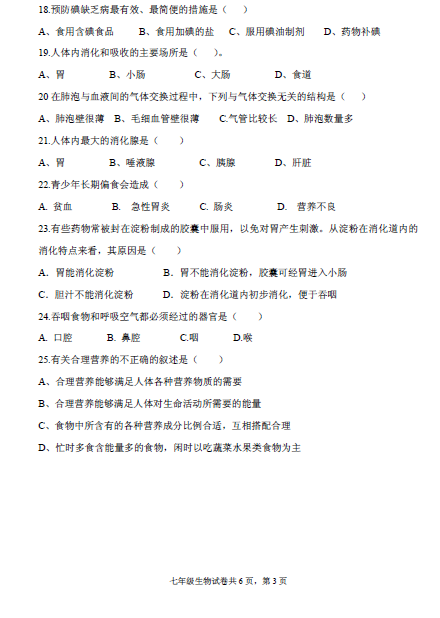 18.预防碘缺乏病最有效、最简便的措施是（　　）
A、食用含碘食品　　B、食用加碘的盐　　C、服用碘油制剂　　D、药物补碘
19.人体内消化和吸收的主要场所是（　　）。
A、胃　　B、小肠　　C、大肠　　D、食道
20 在肺泡与血液间的气体交换过程中，下列与气体交换无关的结构是（　　）
A、肺泡壁很薄　B、毛细血管壁很薄　　C.气管比较长　D、肺泡数量多
21.人体内最大的消化腺是（　　）
A、胃　　B、唾液腺　　C、胰腺　　D、肝脏
22.青少年长期偏食会造成（　　）
A. 贫血　　B.　急性胃炎　　C. 肠炎　　D.　营养不良
23.有些药物常被封在淀粉制成的胶囊中服用，以免对胃产生刺激。从淀粉在消化道内的
消化特点来看，其原因是（　　）
A．胃能消化淀粉　　B．胃不能消化淀粉，胶囊可经胃进入小肠
C．胆汁不能消化淀粉　　D．淀粉在消化道内初步消化，便于吞咽
24.吞咽食物和呼吸空气都必须经过的器官是（　　）
A. 口腔　　B. 鼻腔　　C.咽　　D.喉
25.有关合理营养的不正确的叙述是（　　）
A、合理营养能够满足人体各种营养物质的需要
B、合理营养能够满足人体对生命活动所需要的能量
C、食物中所含有的各种营养成分比例合适，互相搭配合理
D、忙时多食含能量多的食物，闲时以吃蔬菜水果类食物为主
七年级生物试卷共 6 页，第 3 页